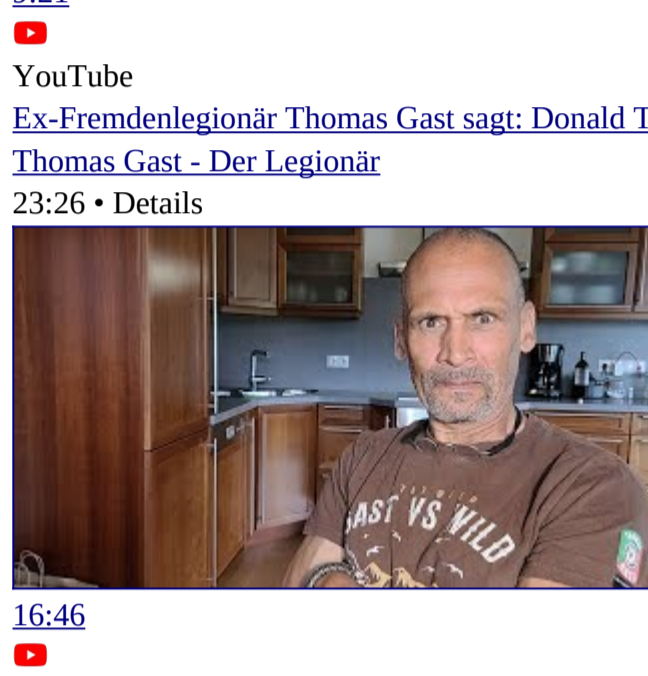 YouTube
Ex-Fremdenlegionär Thomas Gast sagt: Donald T
Thomas Gast - Der Legionär
23:26 • Details
GAST VS WILD
16:46